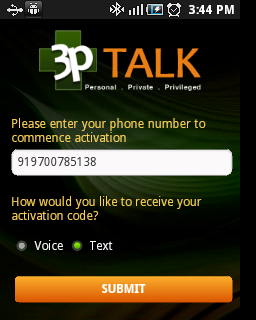 3:44 PM
3p TALK
Personal . Private . Privileged
Please enter your phone number to
commence activation
919700785138
How would you like to receive your
activation code?
Voice Text
SUBMIT